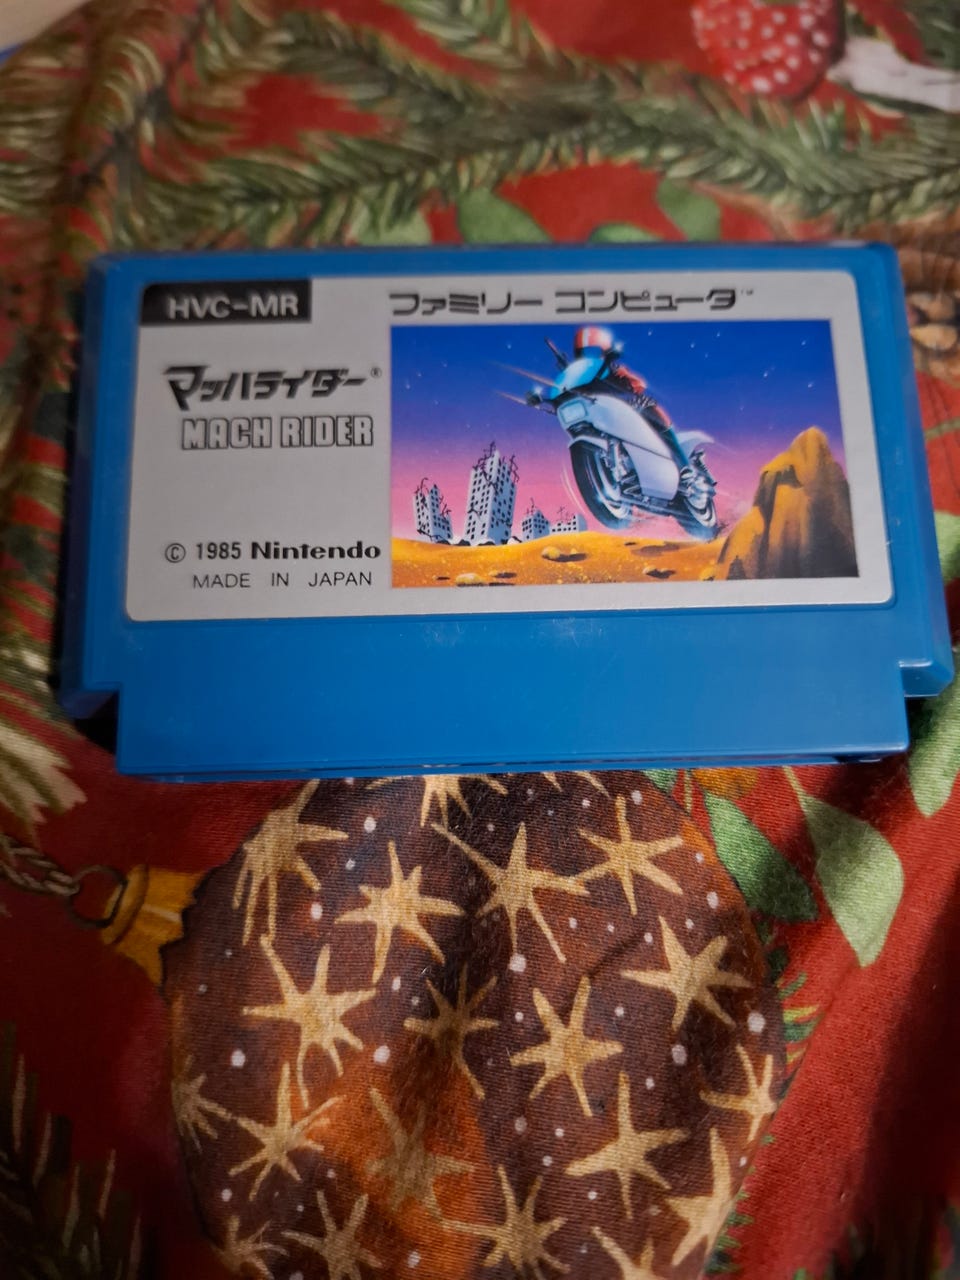 HVC-MR
ファミリー コンピュータ™
マッハライダー®
MACH RIDER
© 1985 Nintendo
MADE IN JAPAN